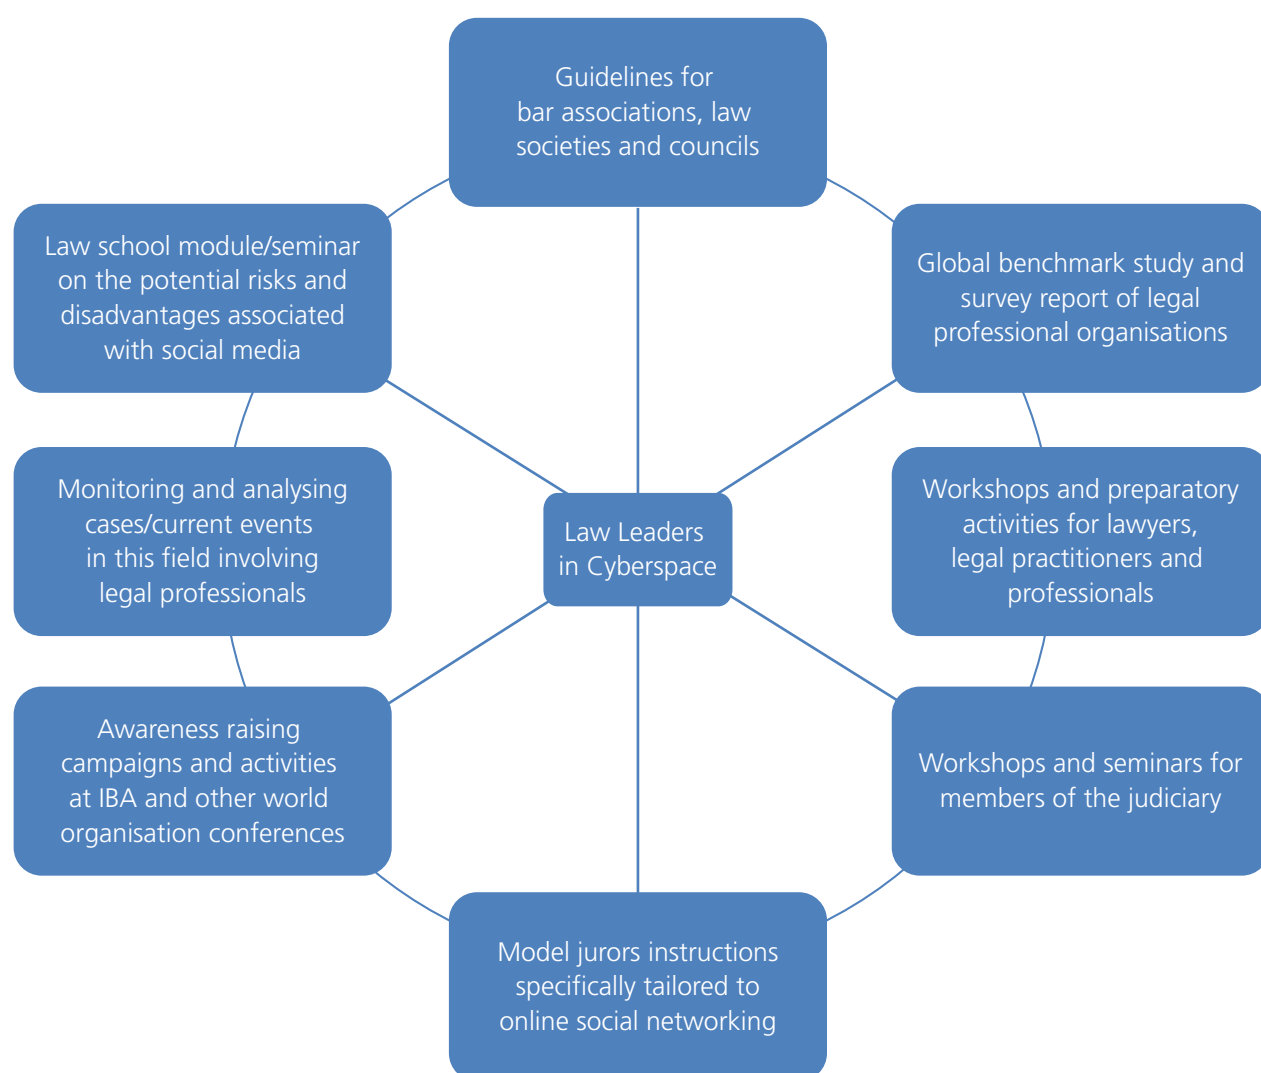 Guidelines for
bar associations, law
societies and councils
Law school module/seminar
on the potential risks and
disadvantages associated
with social media
Global benchmark study and
survey report of legal
professional organisations
Monitoring and analysing
cases/current events
in this field involving
legal professionals
Law Leaders
in Cyberspace
Workshops and preparatory
activities for lawyers,
legal practitioners and
professionals
Awareness raising
campaigns and activities
at IBA and other world
organisation conferences
Workshops and seminars for
members of the judiciary
Model jurors instructions
specifically tailored to
online social networking